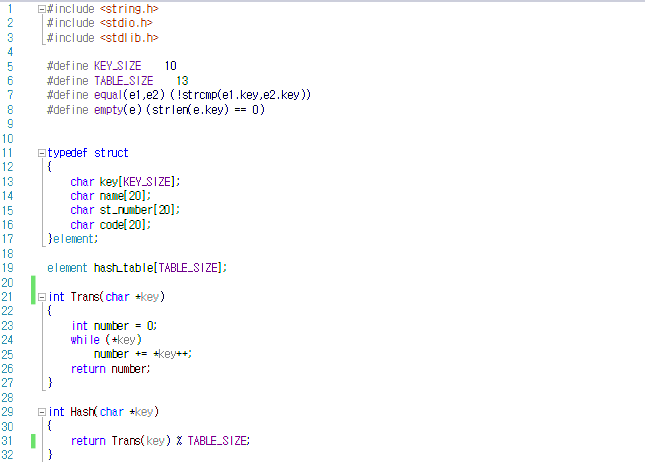 1 #include <string.h>
2 #include <stdio.h>
3 #include <stdlib.h>
4
5 #define KEY_SIZE 10
6 #define TABLE_SIZE 13
7 #define equal(e1,e2) (!strcmp(e1.key,e2.key))
8 #define empty(e) (strlen(e.key) == 0)
9
10
11 typedef struct
12 {
13 char key[KEY_SIZE];
14 char name[20];
15 char st_number[20];
16 char code[20];
17 }element;
18
19 element hash_table[TABLE_SIZE];
20
21 int Trans(char *key)
22 {
23 int number = 0;
24 while (*key)
25 number += *key++;
26 return number;
27 }
28
29 int Hash(char *key)
30 {
31 return Trans(key) % TABLE_SIZE;
32 }